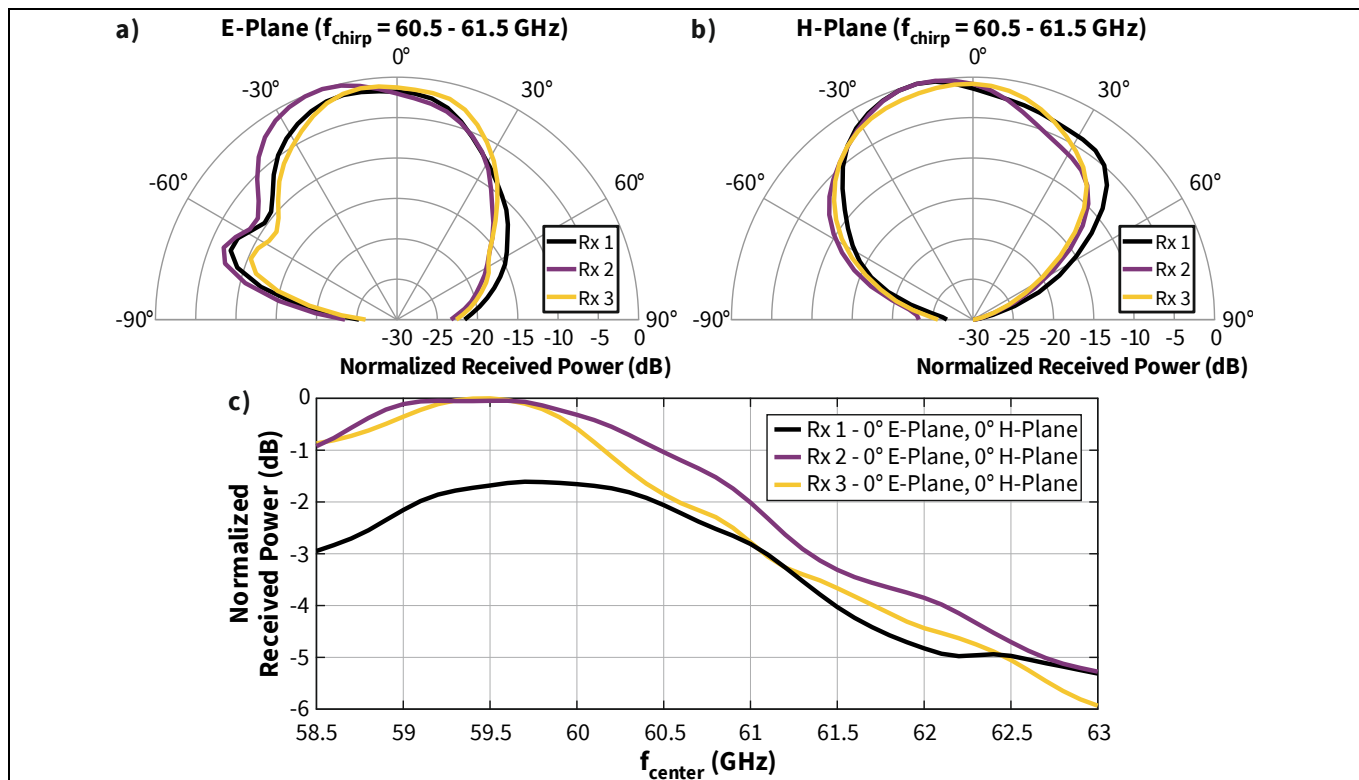 a)
E-Plane (fchirp = 60.5 - 61.5 GHz)
0°
-30°
30°
-60°
60°
-90°
90°
-30 -25 -20 -15 -10 -5 0
Normalized Received Power (dB)
Rx 1
Rx 2
Rx 3
b)
H-Plane (fchirp = 60.5 - 61.5 GHz)
0°
-30°
30°
-60°
60°
-90°
90°
-30 -25 -20 -15 -10 -5 0
Normalized Received Power (dB)
Rx 1
Rx 2
Rx 3
c)
Normalized
Received Power (dB)
0
-1
-2
-3
-4
-5
-6
Rx 1 - 0° E-Plane, 0° H-Plane
Rx 2 - 0° E-Plane, 0° H-Plane
Rx 3 - 0° E-Plane, 0° H-Plane
58.5 59 59.5 60 60.5 61 61.5 62 62.5 63
fcenter (GHz)